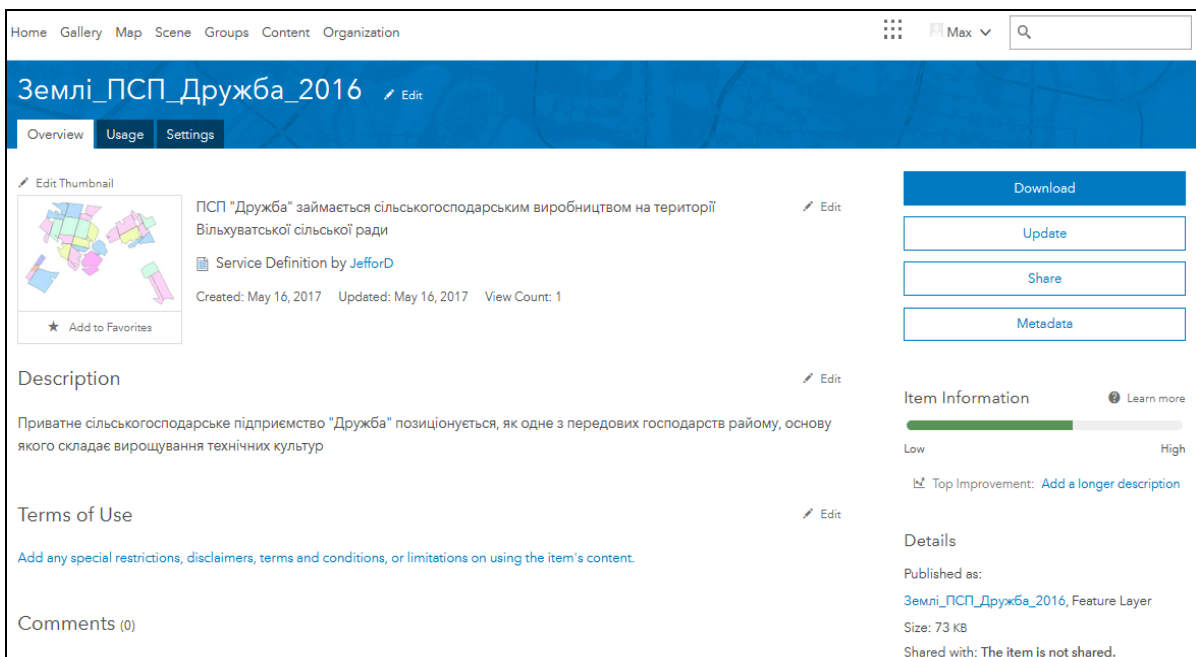 Home Gallery Map Scene Groups Content Organization
Max
Землі_ПСП_Дружба_2016 Edit
Overview Usage Settings
Edit Thumbnail
Add to Favorites
ПСП "Дружба" займається сільськогосподарським виробництвом на території
Вільхуватської сільської ради
Edit
Service Definition by JefforD
Created: May 16, 2017 Updated: May 16, 2017 View Count: 1
Description
Edit
Приватне сільськогосподарське підприємство "Дружба" позиціонується, як одне з передових господарств району, основу
якого складає вирощування технічних культур
Terms of Use
Edit
Add any special restrictions, disclaimers, terms and conditions, or limitations on using the item's content.
Comments (0)
Download
Update
Share
Metadata
Item Information
Learn more
Low High
Top Improvement: Add a longer description
Details
Published as:
Землі_ПСП_Дружба_2016, Feature Layer
Size: 73 KB
Shared with: The item is not shared.